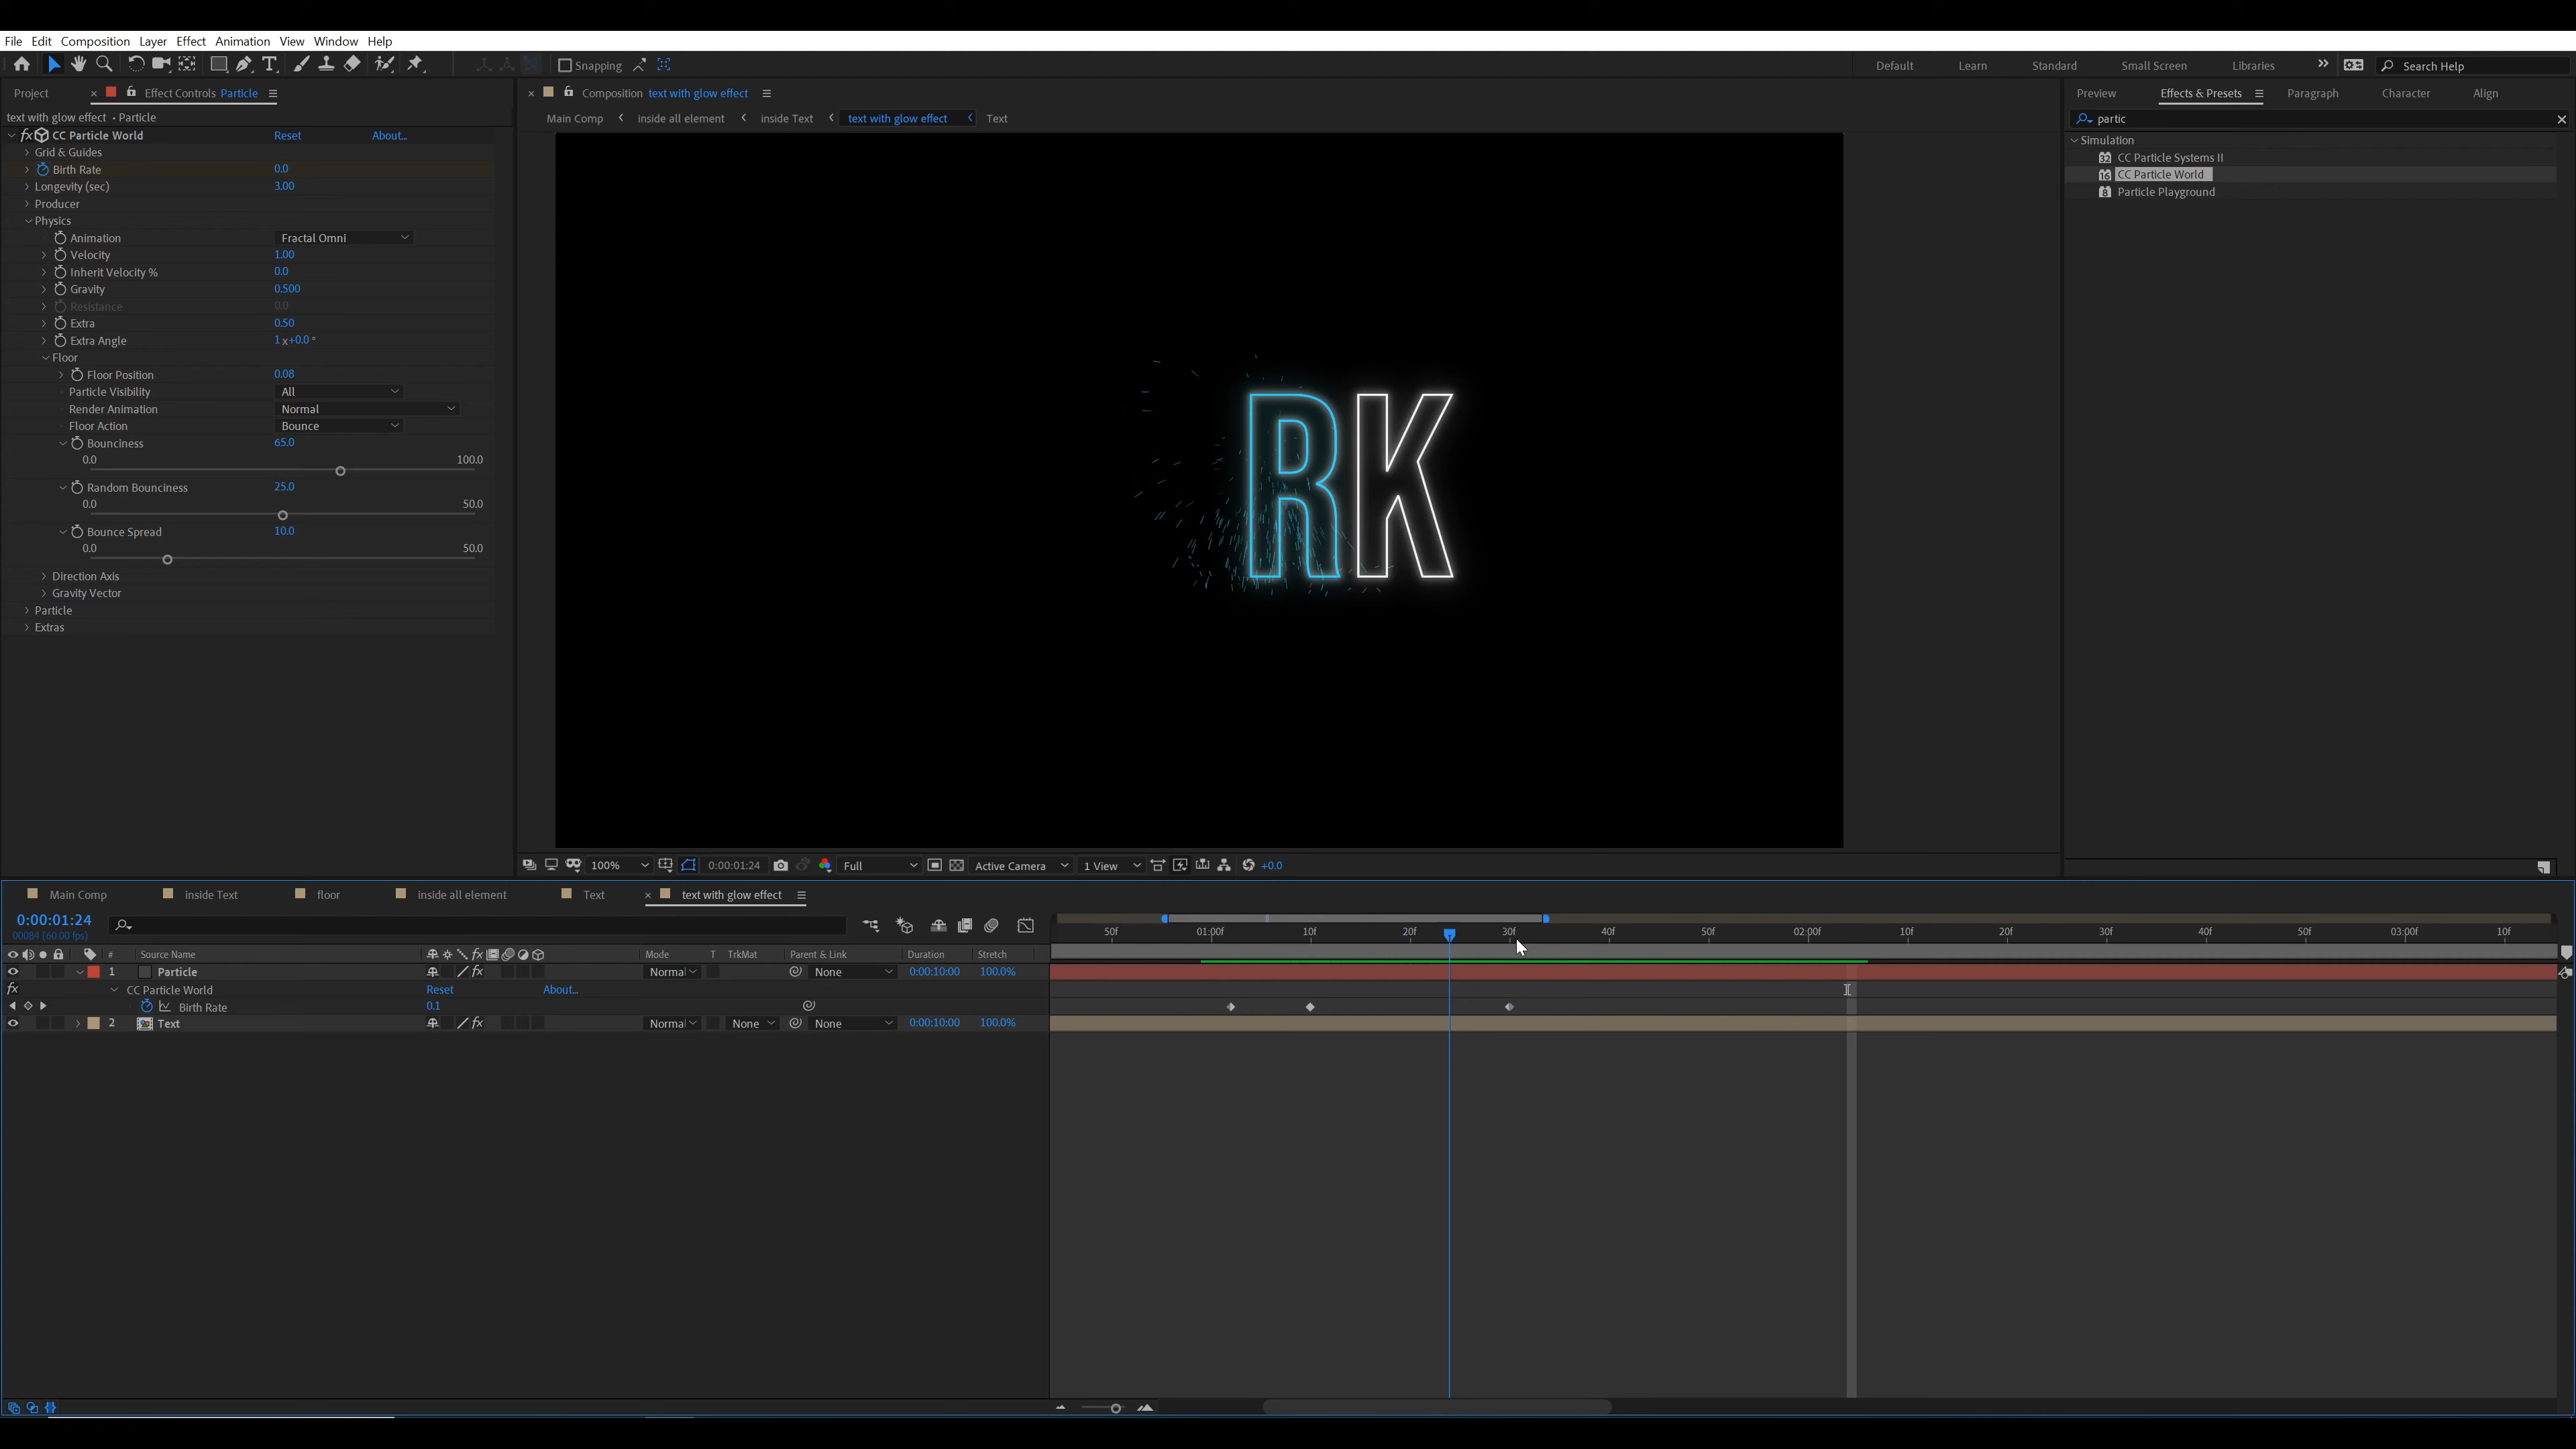 File Edit Composition Layer Effect Animation View Window Help
Snapping Default Learn Standard Small Screen Libraries Search Help
Project Effect Controls Particle
text with glow effect • Particle
CC Particle World Reset About...
Grid & Guides
Birth Rate 0.0
Longevity (sec) 3.00
Producer
Physics
Animation Fractal Omni
Velocity 1.00
Inherit Velocity % 0.0
Gravity 0.500
Resistance 0.0
Extra 0.50
Extra Angle 1 x+0.0 °
Floor
Floor Position 0.08
Particle Visibility All
Render Animation Normal
Floor Action Bounce
Bounciness 65.0
0.0 100.0
Random Bounciness 25.0
0.0 50.0
Bounce Spread 10.0
0.0 50.0
Direction Axis
Gravity Vector
Particle
Extras
Composition text with glow effect
Main Comp inside all element inside Text text with glow effect Text
RK
100% 0:00:01:24 Full Active Camera 1 View +0.0
Preview Effects & Presets Paragraph Character Align
partic
Simulation
32 CC Particle Systems II
16 CC Particle World
8 Particle Playground
Main Comp inside Text floor inside all element Text text with glow effect
0:00:01:24
00084 (60.00 fps)
50f 01:00f 10f 20f 30f 40f 50f 02:00f 10f 20f 30f 40f 50f 03:00f 10f
# Source Name Mode T TrkMat Parent & Link Duration Stretch
1 Particle Normal None 0:00:10:00 100.0%
CC Particle World Reset About...
Birth Rate 0.1
2 Text Normal None None 0:00:10:00 100.0%